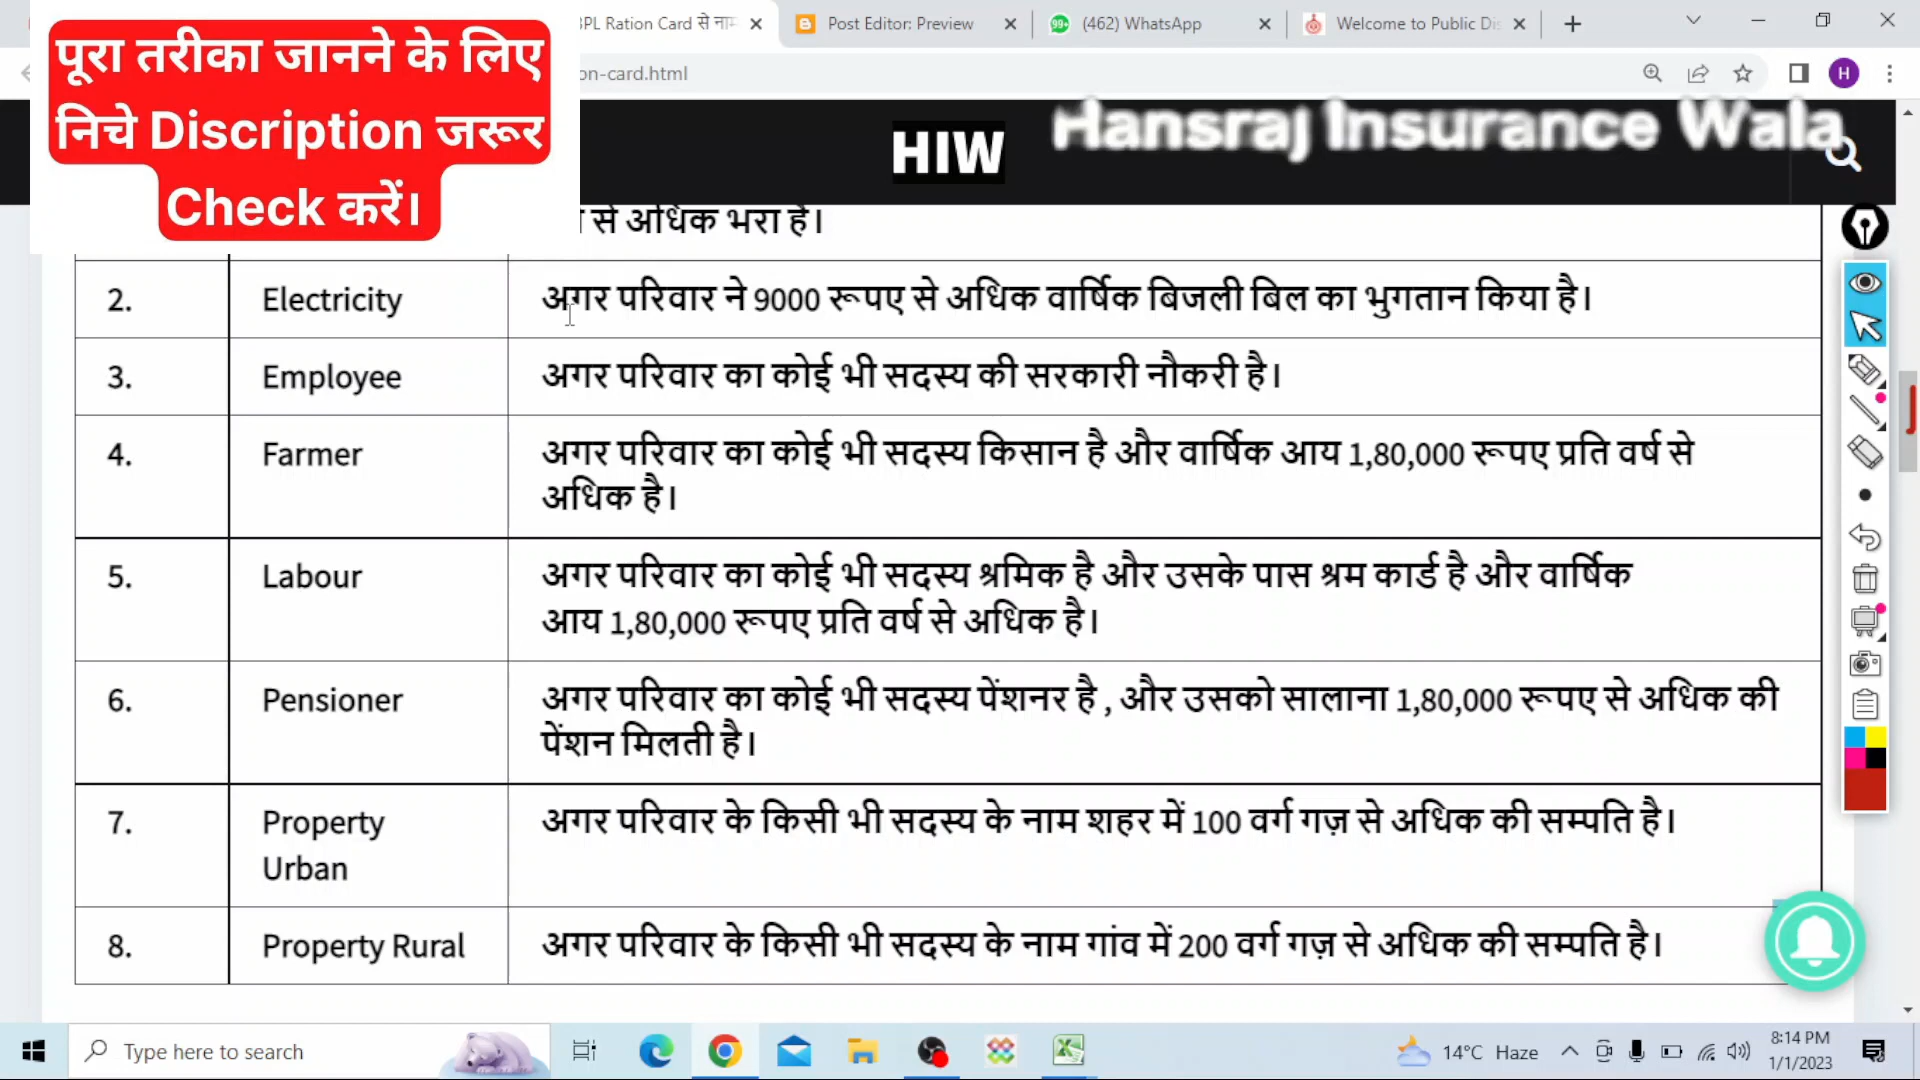 पूरा तरीका जानने के लिए
निचे Discription जरूर
Check करें।
BPL Ration Card से नाम
Post Editor: Preview
(462) WhatsApp
Welcome to Public Dis
on-card.html
H
HIW
Hansraj Insurance Wala
से अधिक भरा है।
2. Electricity अगर परिवार ने 9000 रूपए से अधिक वार्षिक बिजली बिल का भुगतान किया है।
3. Employee अगर परिवार का कोई भी सदस्य की सरकारी नौकरी है।
4. Farmer अगर परिवार का कोई भी सदस्य किसान है और वार्षिक आय 1,80,000 रूपए प्रति वर्ष से
अधिक है।
5. Labour अगर परिवार का कोई भी सदस्य श्रमिक है और उसके पास श्रम कार्ड है और वार्षिक
आय 1,80,000 रूपए प्रति वर्ष से अधिक है।
6. Pensioner अगर परिवार का कोई भी सदस्य पेंशनर है , और उसको सालाना 1,80,000 रूपए से अधिक की
पेंशन मिलती है।
7. Property अगर परिवार के किसी भी सदस्य के नाम शहर में 100 वर्ग गज़ से अधिक की सम्पति है।
Urban
8. Property Rural अगर परिवार के किसी भी सदस्य के नाम गांव में 200 वर्ग गज़ से अधिक की सम्पति है।
Type here to search
14°C Haze
8:14 PM
1/1/2023